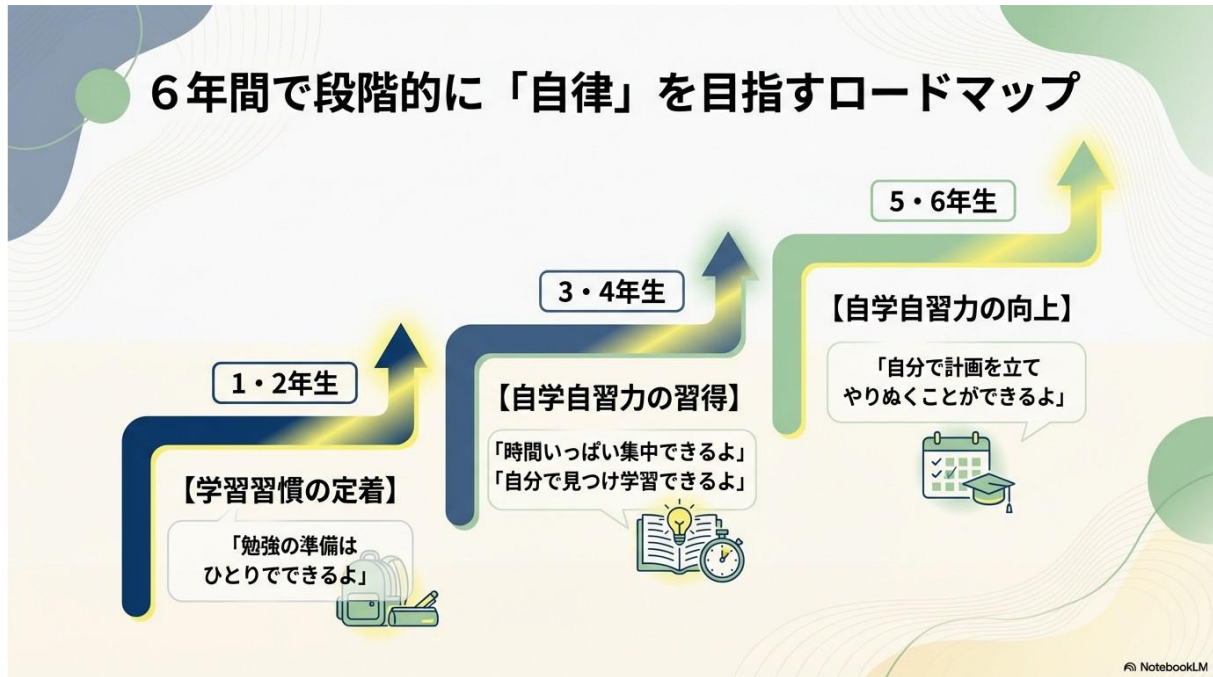 6年間で段階的に「自律」を目指すロードマップ
1・2年生
【学習習慣の定着】
「勉強の準備は
ひとりでできるよ」
3・4年生
【自学自習力の習得】
「時間いっぱい集中できるよ」
「自分で見つけ学習できるよ」
5・6年生
【自学自習力の向上】
「自分で計画を立て
やりぬくことができるよ」
NotebookLM